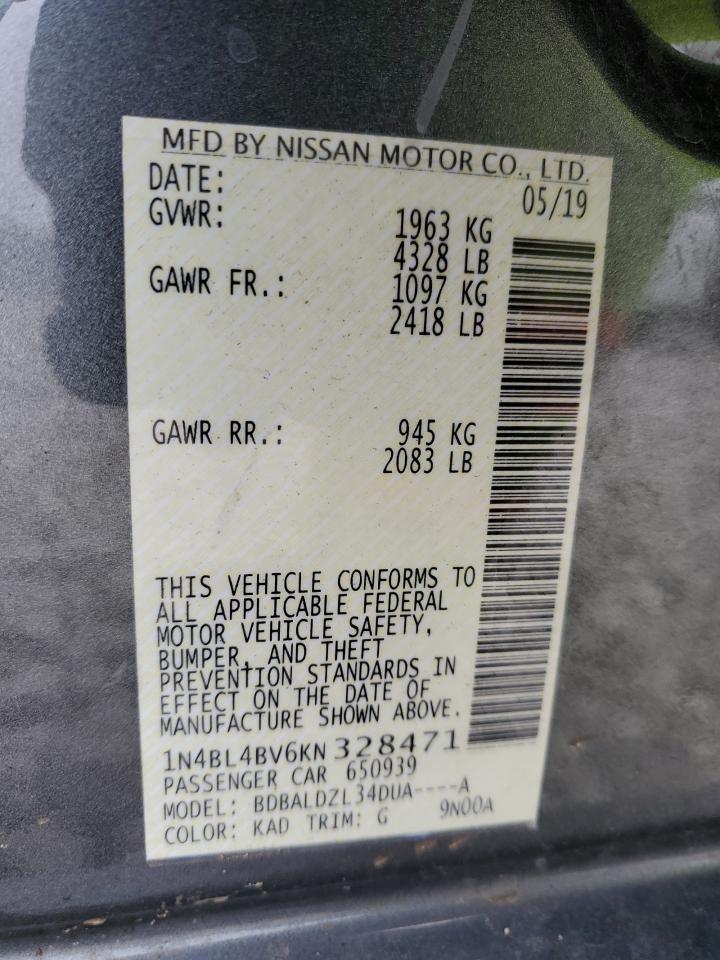 MFD BY NISSAN MOTOR CO., LTD.
DATE: 05/19
GVWR: 1963 KG
4328 LB
GAWR FR.: 1097 KG
2418 LB
GAWR RR.: 945 KG
2083 LB
THIS VEHICLE CONFORMS TO
ALL APPLICABLE FEDERAL
MOTOR VEHICLE SAFETY,
BUMPER, AND THEFT
PREVENTION STANDARDS IN
EFFECT ON THE DATE OF
MANUFACTURE SHOWN ABOVE.
1N4BL4BV6KN328471
PASSENGER CAR 650939
MODEL: BDBALDZL34DUA----A
COLOR: KAD TRIM: G 9N00A